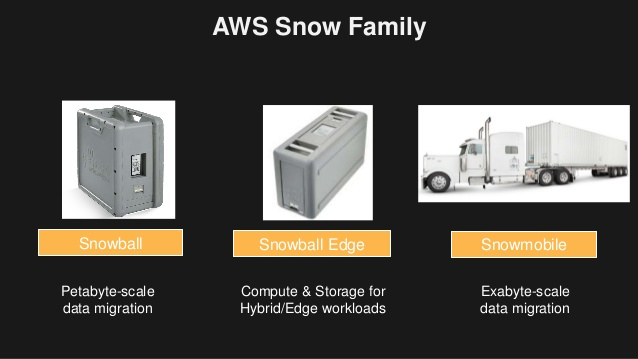 AWS Snow Family
Snowball
Snowball Edge
Snowmobile
Petabyte-scale
data migration
Compute & Storage for
Hybrid/Edge workloads
Exabyte-scale
data migration